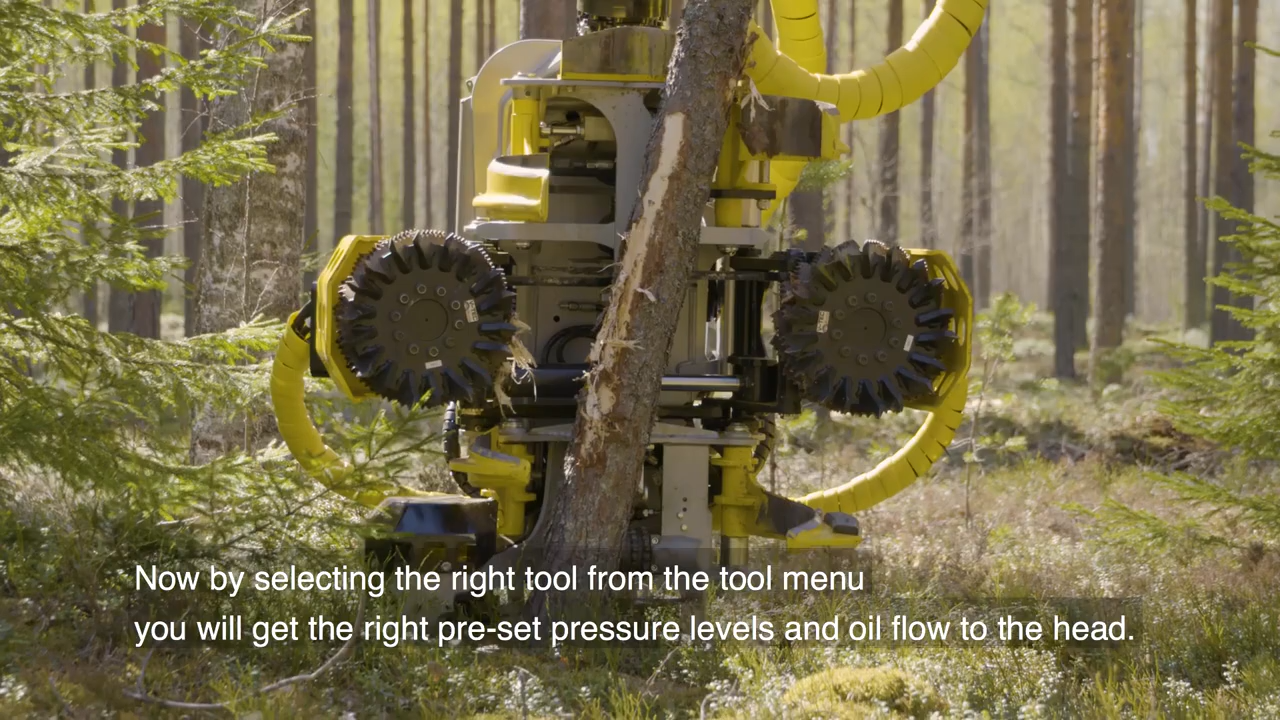 Now by selecting the right tool from the tool menu
you will get the right pre-set pressure levels and oil flow to the head.